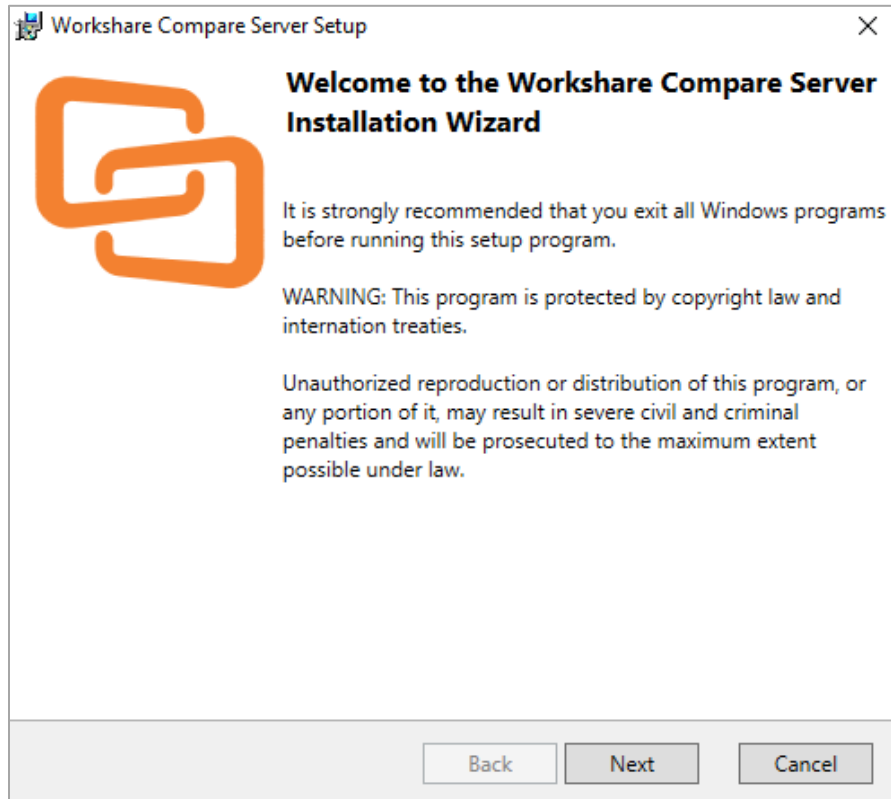 Workshare Compare Server Setup
Welcome to the Workshare Compare Server
Installation Wizard
It is strongly recommended that you exit all Windows programs
before running this setup program.
WARNING: This program is protected by copyright law and
internation treaties.
Unauthorized reproduction or distribution of this program, or
any portion of it, may result in severe civil and criminal
penalties and will be prosecuted to the maximum extent
possible under law.
Back Next Cancel